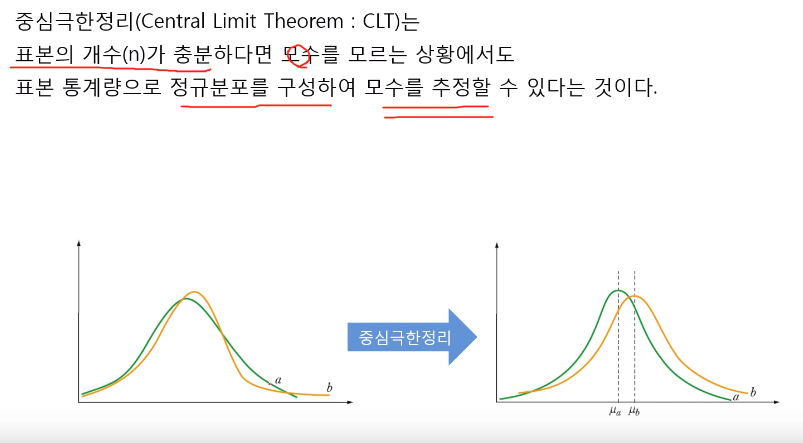 중심극한정리(Central Limit Theorem : CLT)는
표본의 개수(n)가 충분하다면 모수를 모르는 상황에서도
표본 통계량으로 정규분포를 구성하여 모수를 추정할 수 있다는 것이다.
a
b
중심극한정리
a
b
μa μb